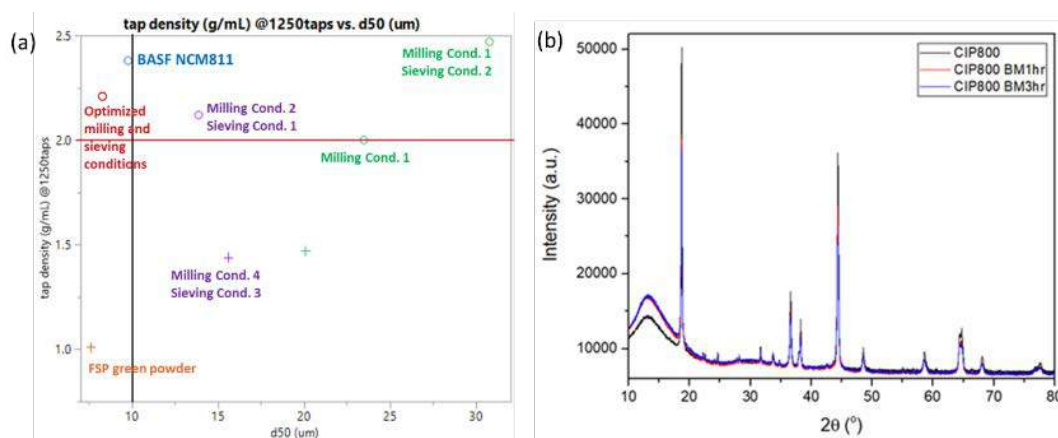 (a)
tap density (g/mL) @1250taps vs. d50 (um)
tap density (g/mL) @1250taps
2.5
2.0
1.5
1.0
BASF NCM811
Milling Cond. 1
Sieving Cond. 2
Optimized
milling and
sieving
conditions
Milling Cond. 2
Sieving Cond. 1
Milling Cond. 1
Milling Cond. 4
Sieving Cond. 3
FSP green powder
10
15
20
25
30
d50 (um)
(b)
Intensity (a.u.)
50000
40000
30000
20000
10000
CIP800
CIP800 BM1hr
CIP800 BM3hr
10
20
30
40
50
60
70
80
2θ (°)